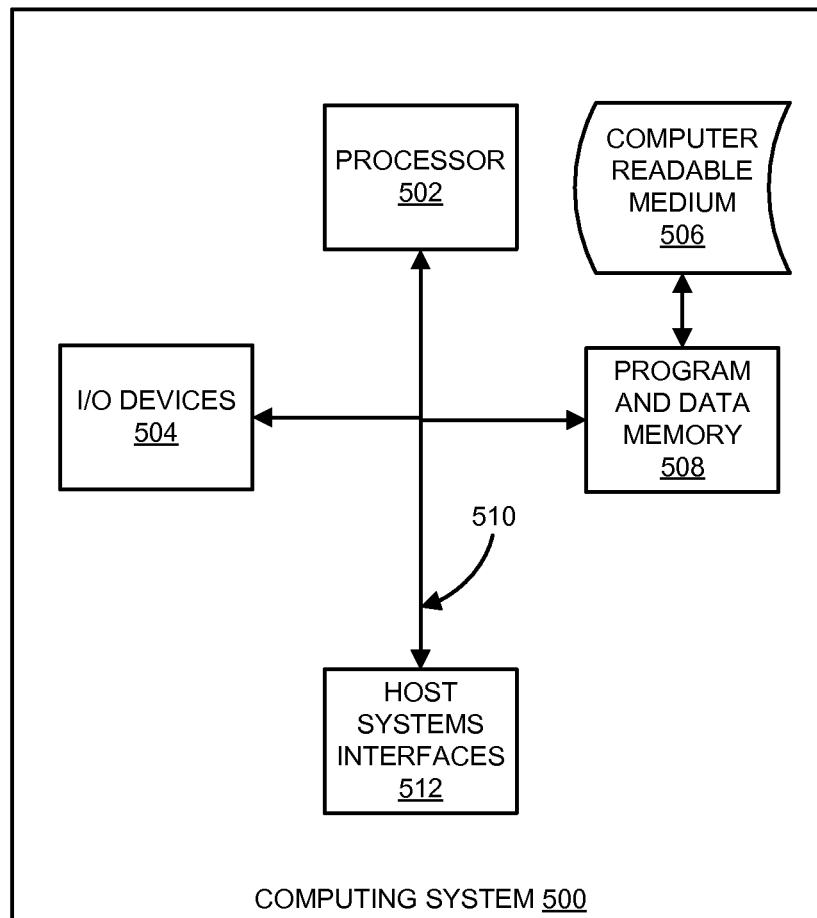 PROCESSOR
502
COMPUTER
READABLE
MEDIUM
506
I/O DEVICES
504
PROGRAM
AND DATA
MEMORY
508
510
HOST
SYSTEMS
INTERFACES
512
COMPUTING SYSTEM 500